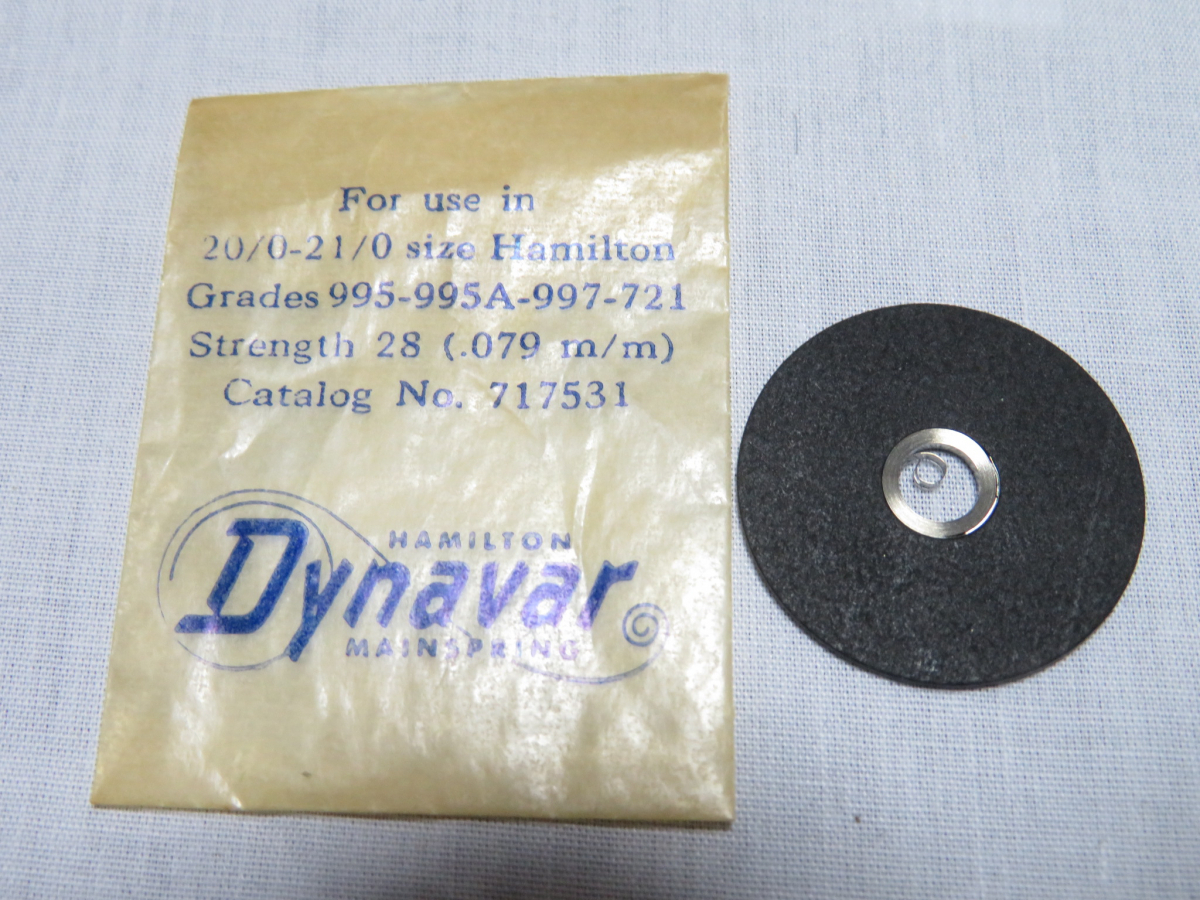 For use in
20/0-21/0 size Hamilton
Grades 995-995A-997-721
Strength 28 (.079 m/m)
Catalog No. 717531
HAMILTON
Dynavar
MAINSPRING